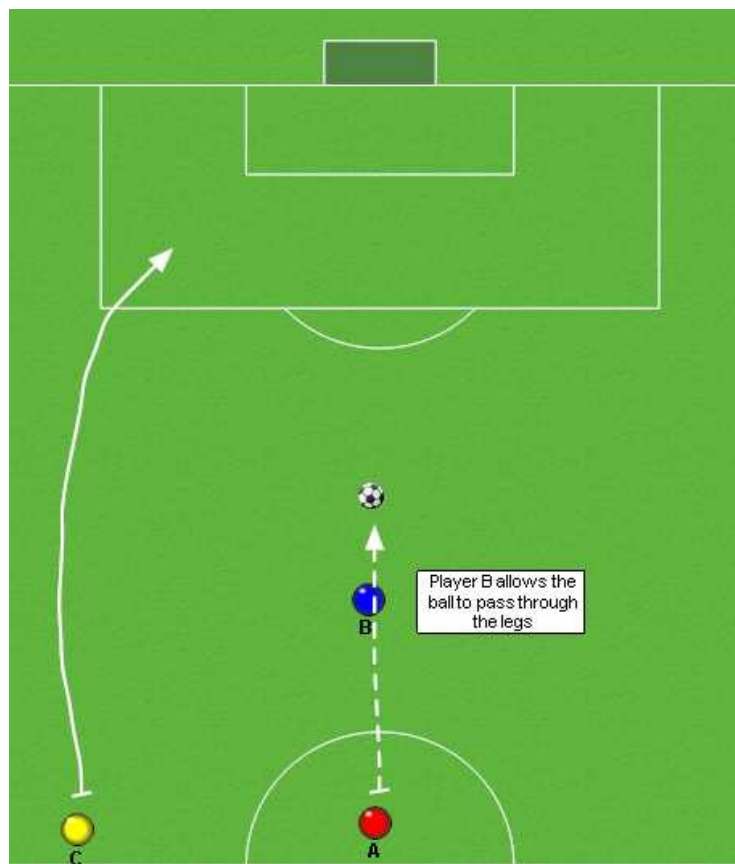 Player B allows the
ball to pass through
the legs
B
C
A